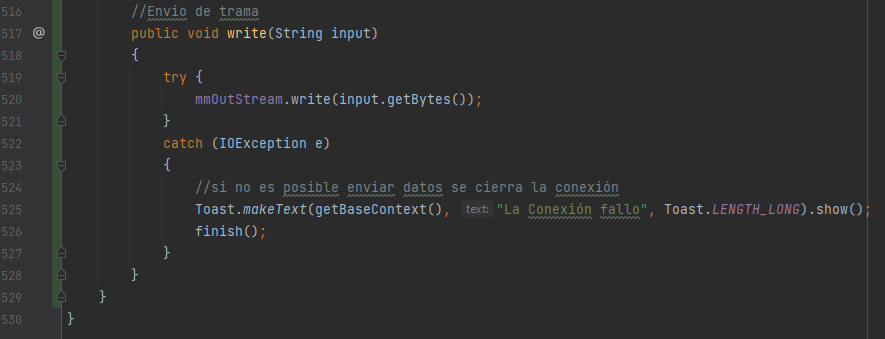 516 //Envio de trama
517 @ public void write(String input)
518 {
519 try {
520 mmOutStream.write(input.getBytes());
521 }
522 catch (IOException e)
523 {
524 //si no es posible enviar datos se cierra la conexión
525 Toast.makeText(getBaseContext(), text: "La Conexión fallo", Toast.LENGTH_LONG).show();
526 finish();
527 }
528 }
529 }
530 }